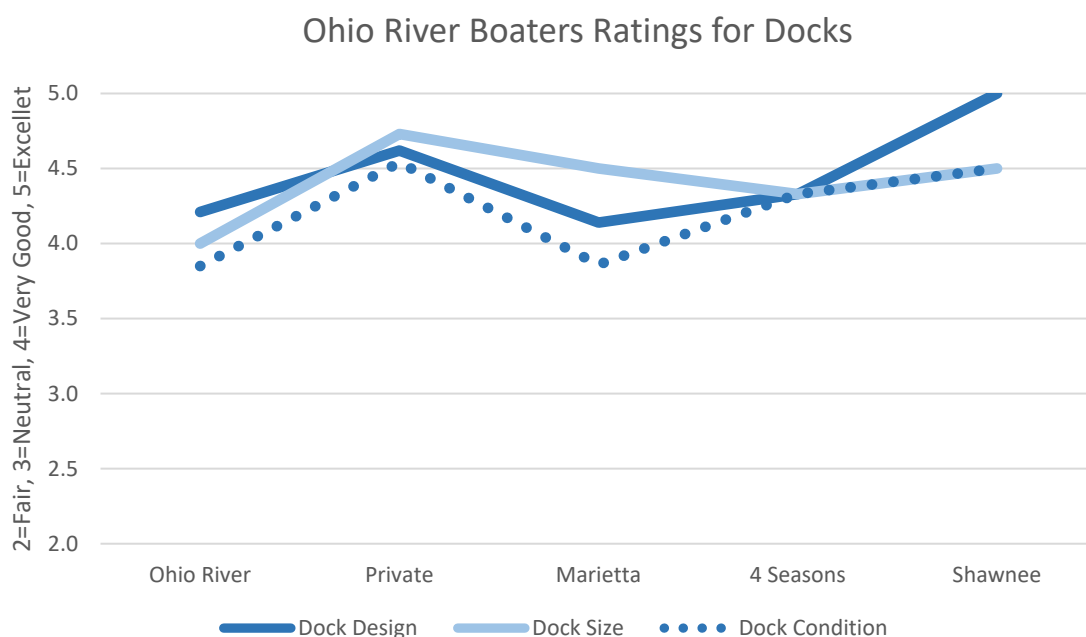 Ohio River Boaters Ratings for Docks
2=Fair, 3=Neutral, 4=Very Good, 5=Excellet
5.0
4.5
4.0
3.5
3.0
2.5
2.0
Ohio River Private Marietta 4 Seasons Shawnee
Dock Design Dock Size Dock Condition